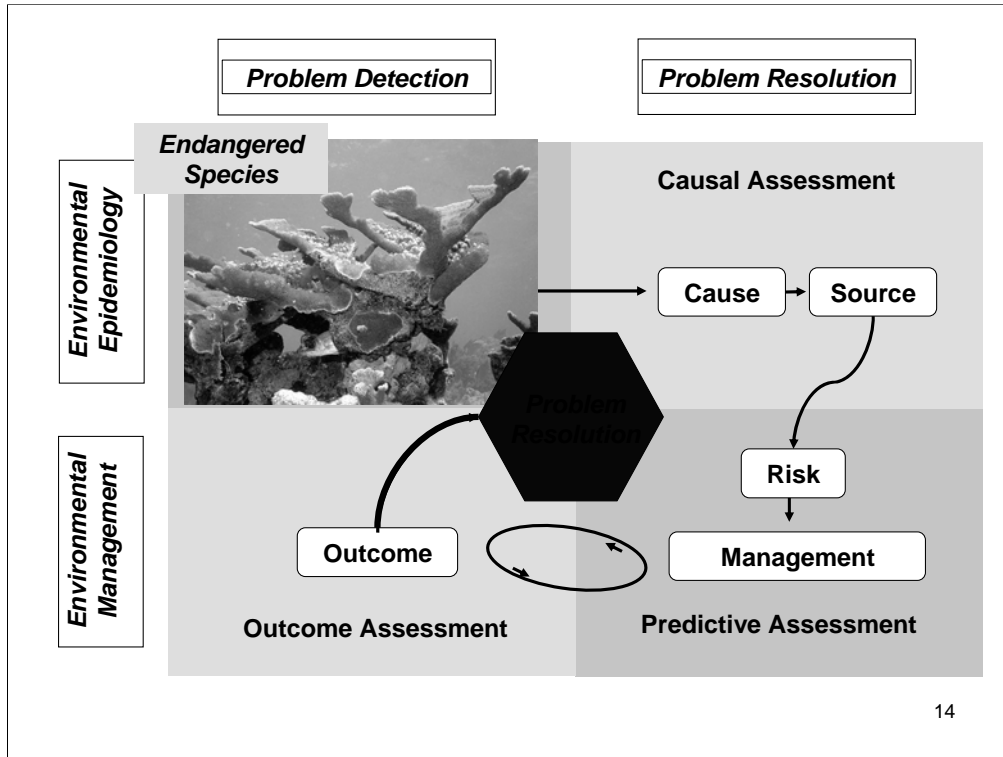 Problem Detection
Problem Resolution
Endangered
Species
Environmental
Epidemiology
Causal Assessment
Cause
Source
Problem
Resolution
Environmental
Management
Risk
Outcome
Management
Outcome Assessment
Predictive Assessment
14